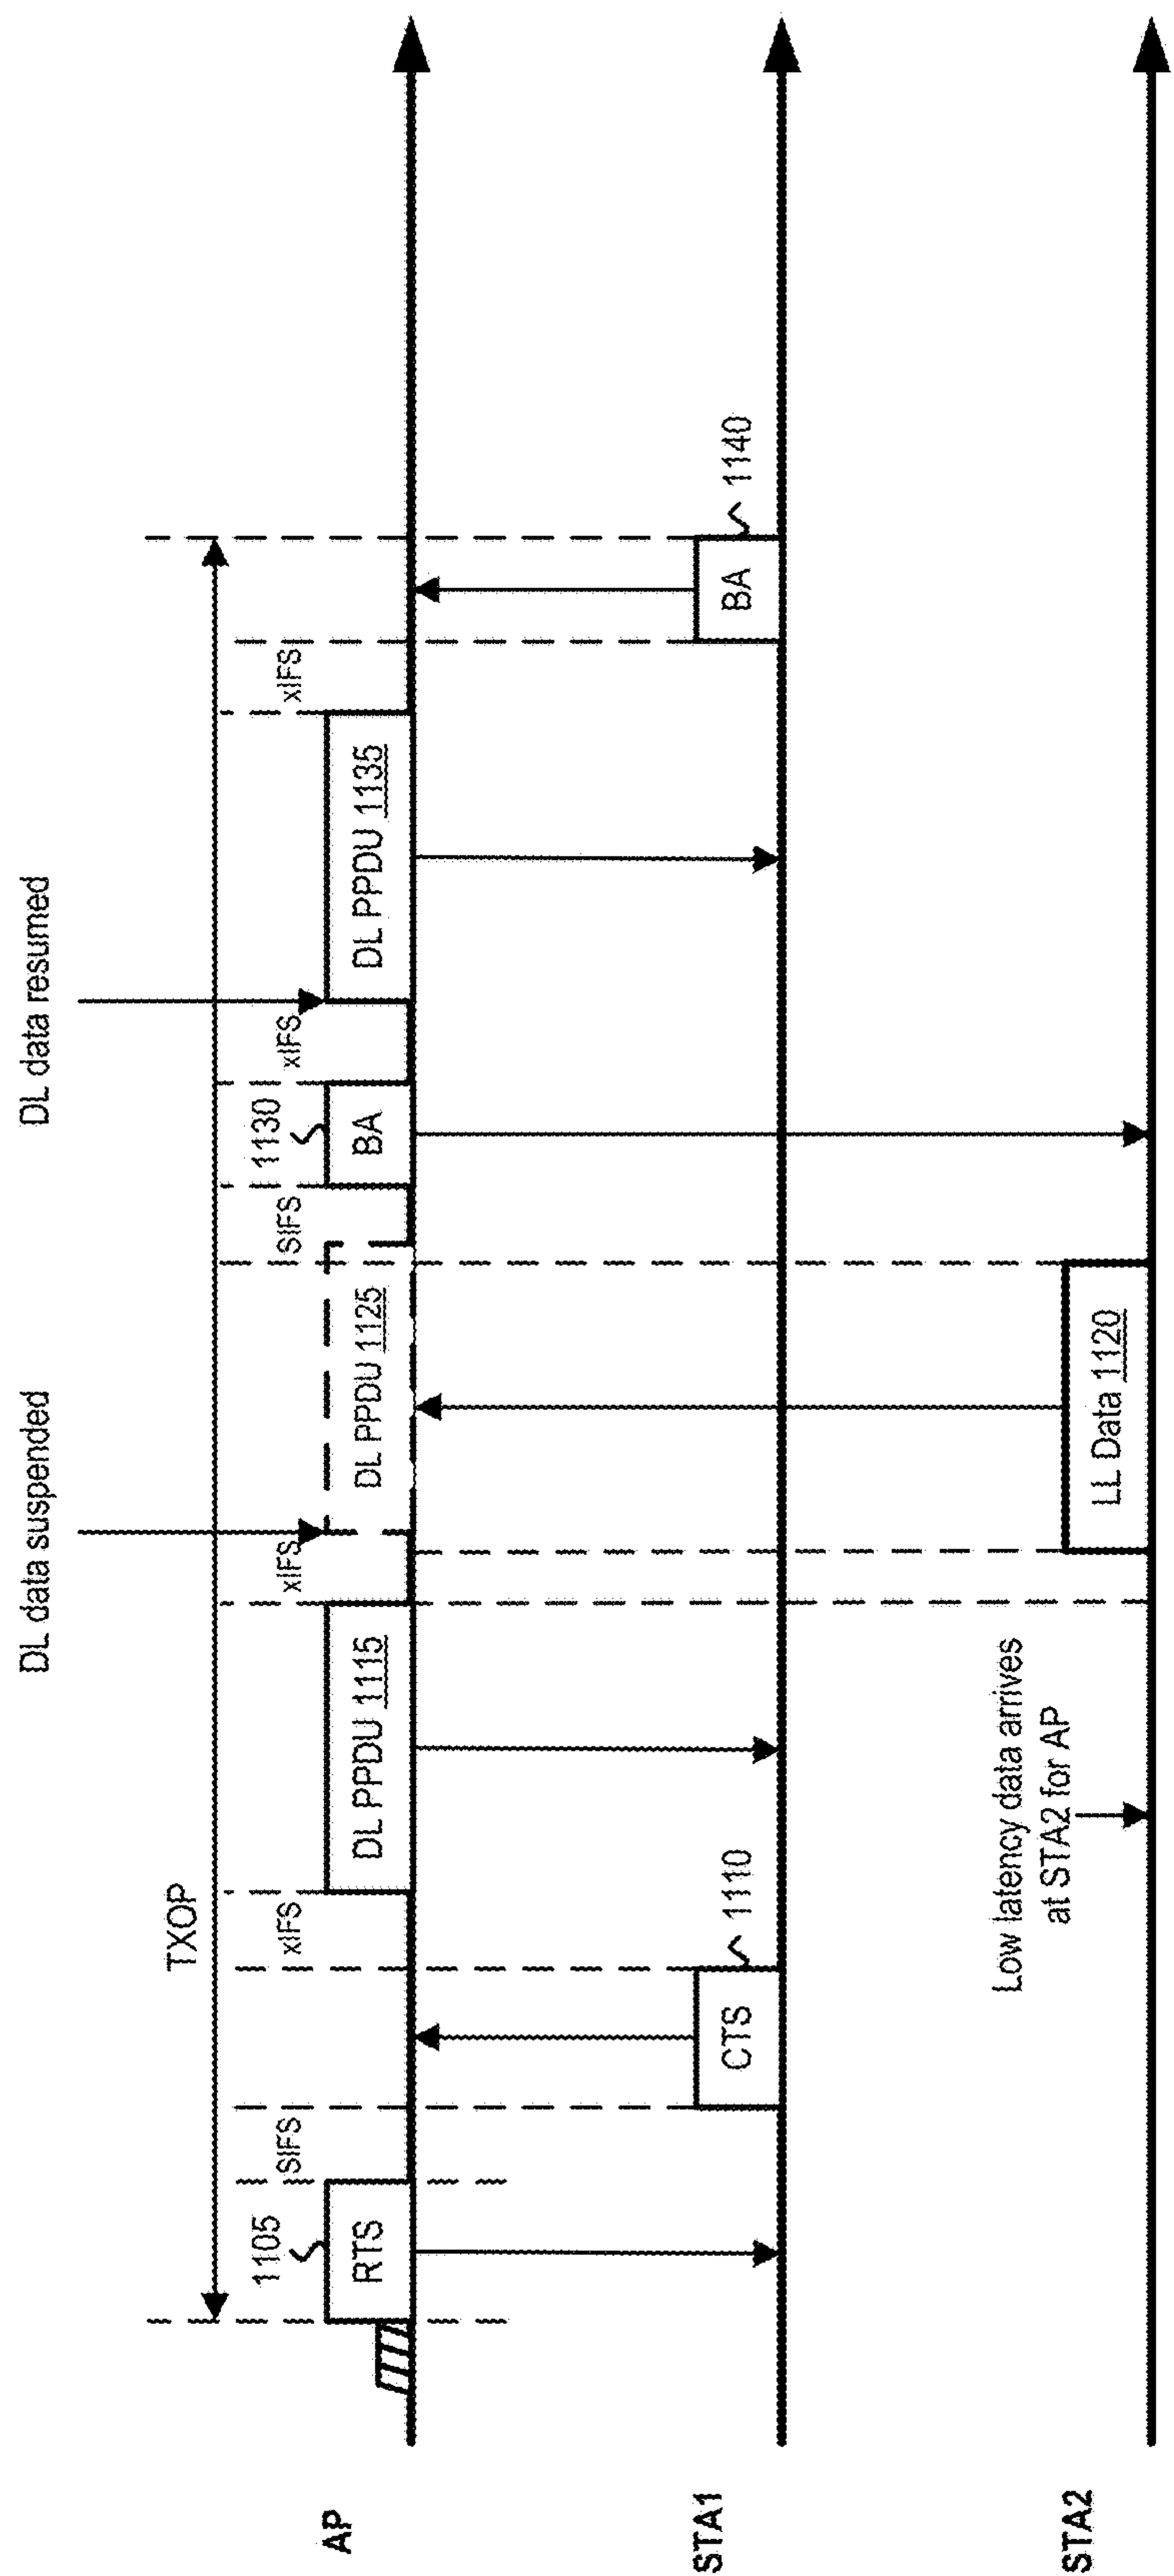 DL data suspended
DL data resumed
TXOP
1105
SIFS
xIFS
xIFS
SIFS
1130
xIFS
xIFS
AP
RTS
DL PPDU 1115
DL PPDU 1125
BA
DL PPDU 1135
STA1
CTS
1110
BA
1140
Low latency data arrives
at STA2 for AP
STA2
LL Data 1120